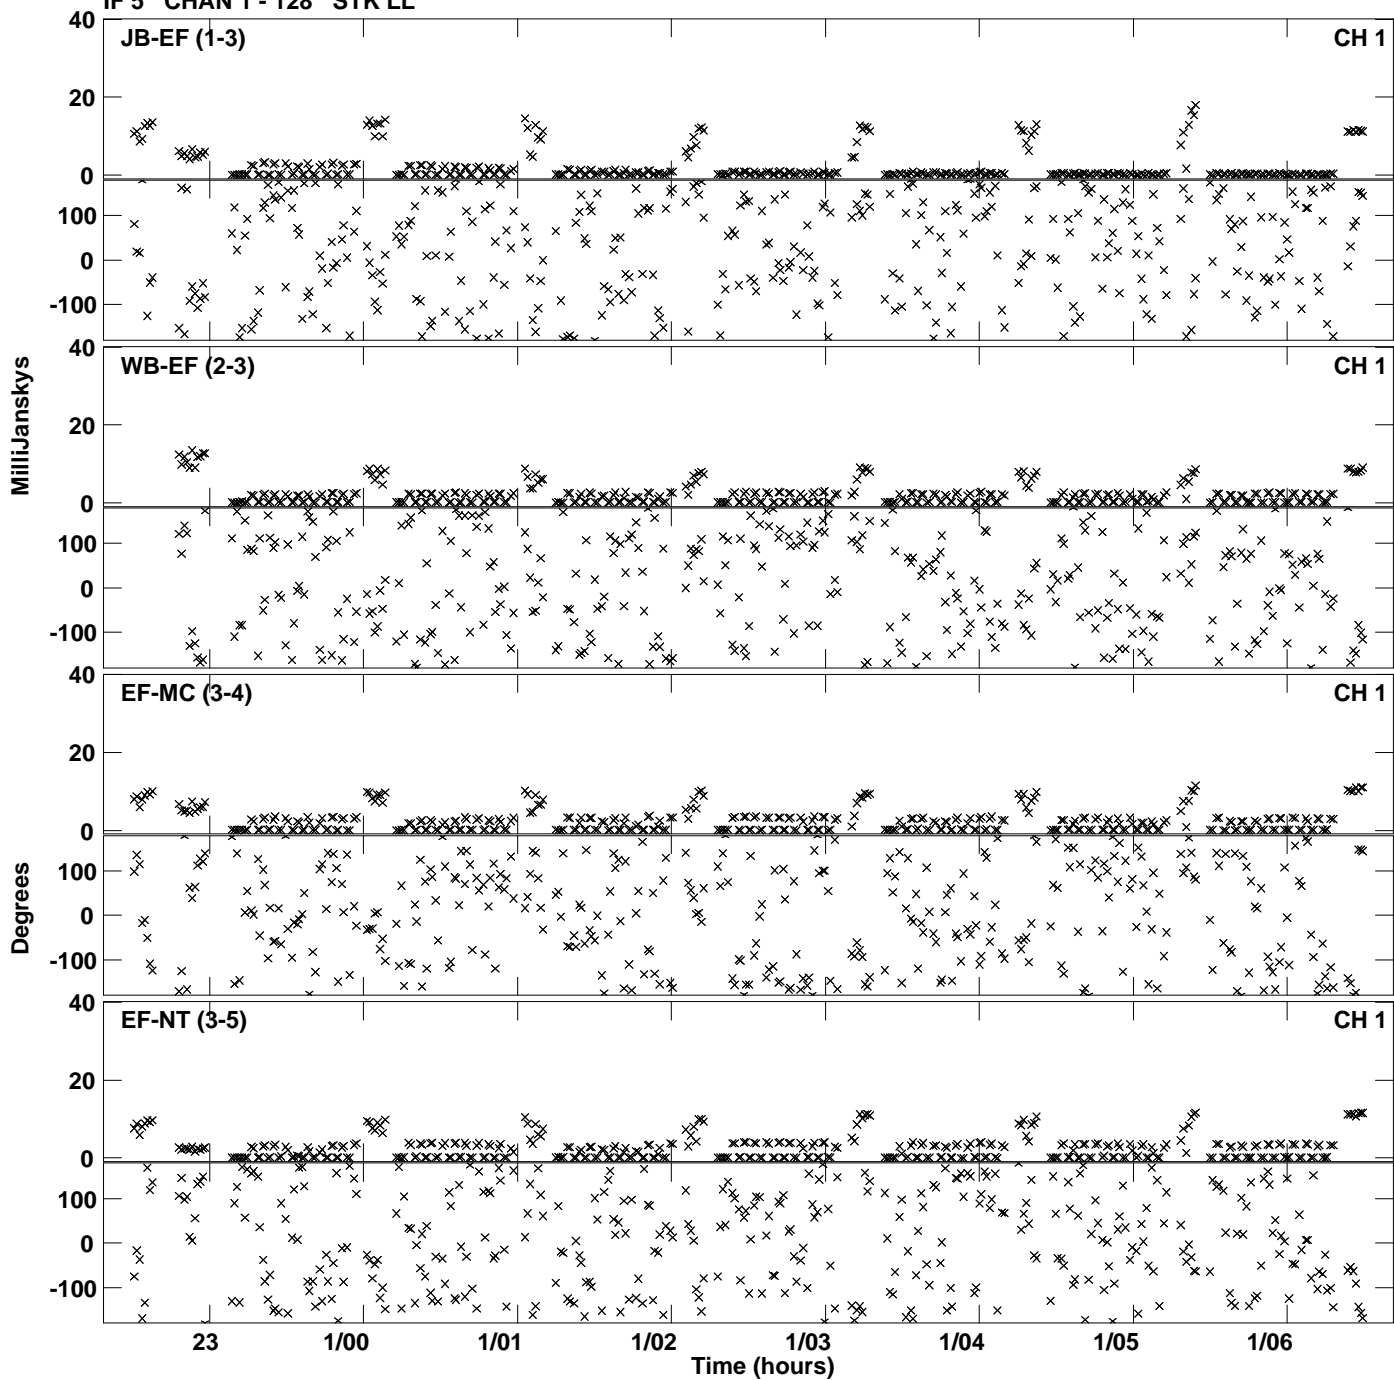 IF 5 CHAN 1 - 128 STK LL
40
JB-EF (1-3)
CH 1
20
0
100
0
-100
40
WB-EF (2-3)
CH 1
20
0
100
0
-100
MilliJanskys
40
EF-MC (3-4)
CH 1
20
0
100
0
-100
Degrees
40
EF-NT (3-5)
CH 1
20
0
100
0
-100
23 1/00 1/01 1/02 1/03 1/04 1/05 1/06
Time (hours)